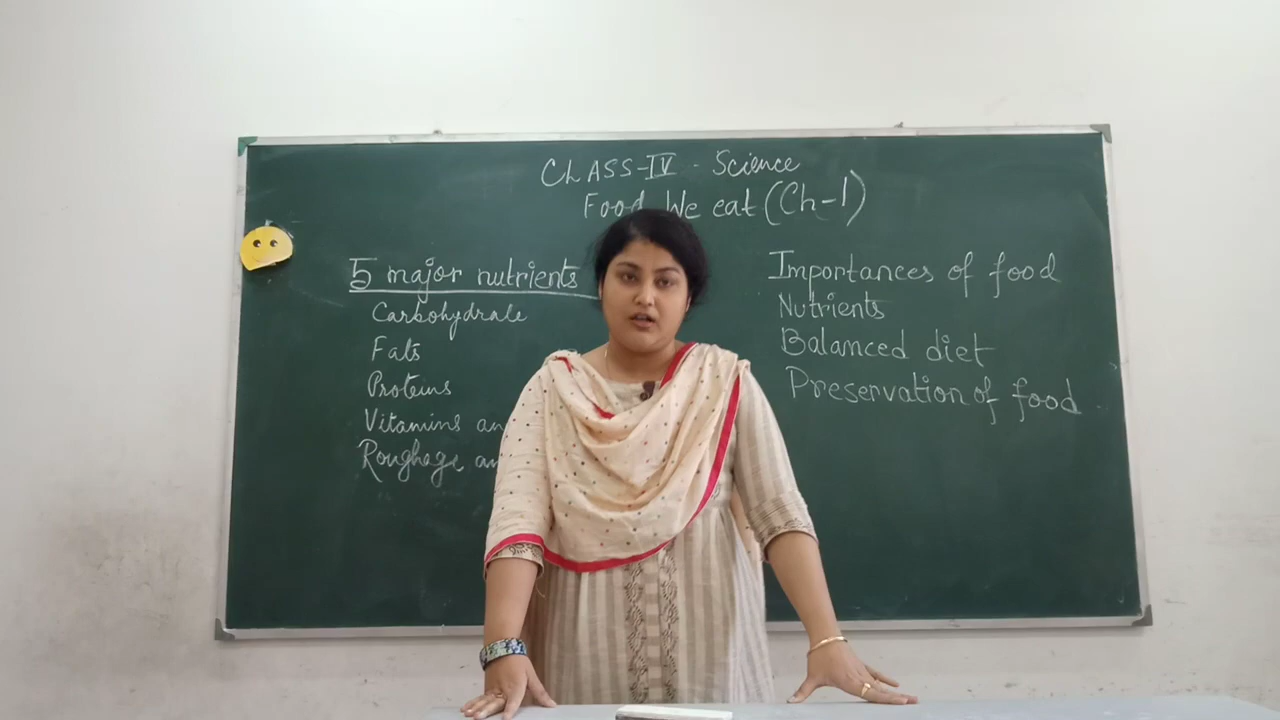 CLASS-IV - Science
Food We eat (Ch-1)
5 major nutrients
Carbohydrate
Fats
Proteins
Vitamins an
Roughage an
Importances of food
Nutrients
Balanced diet
Preservation of food